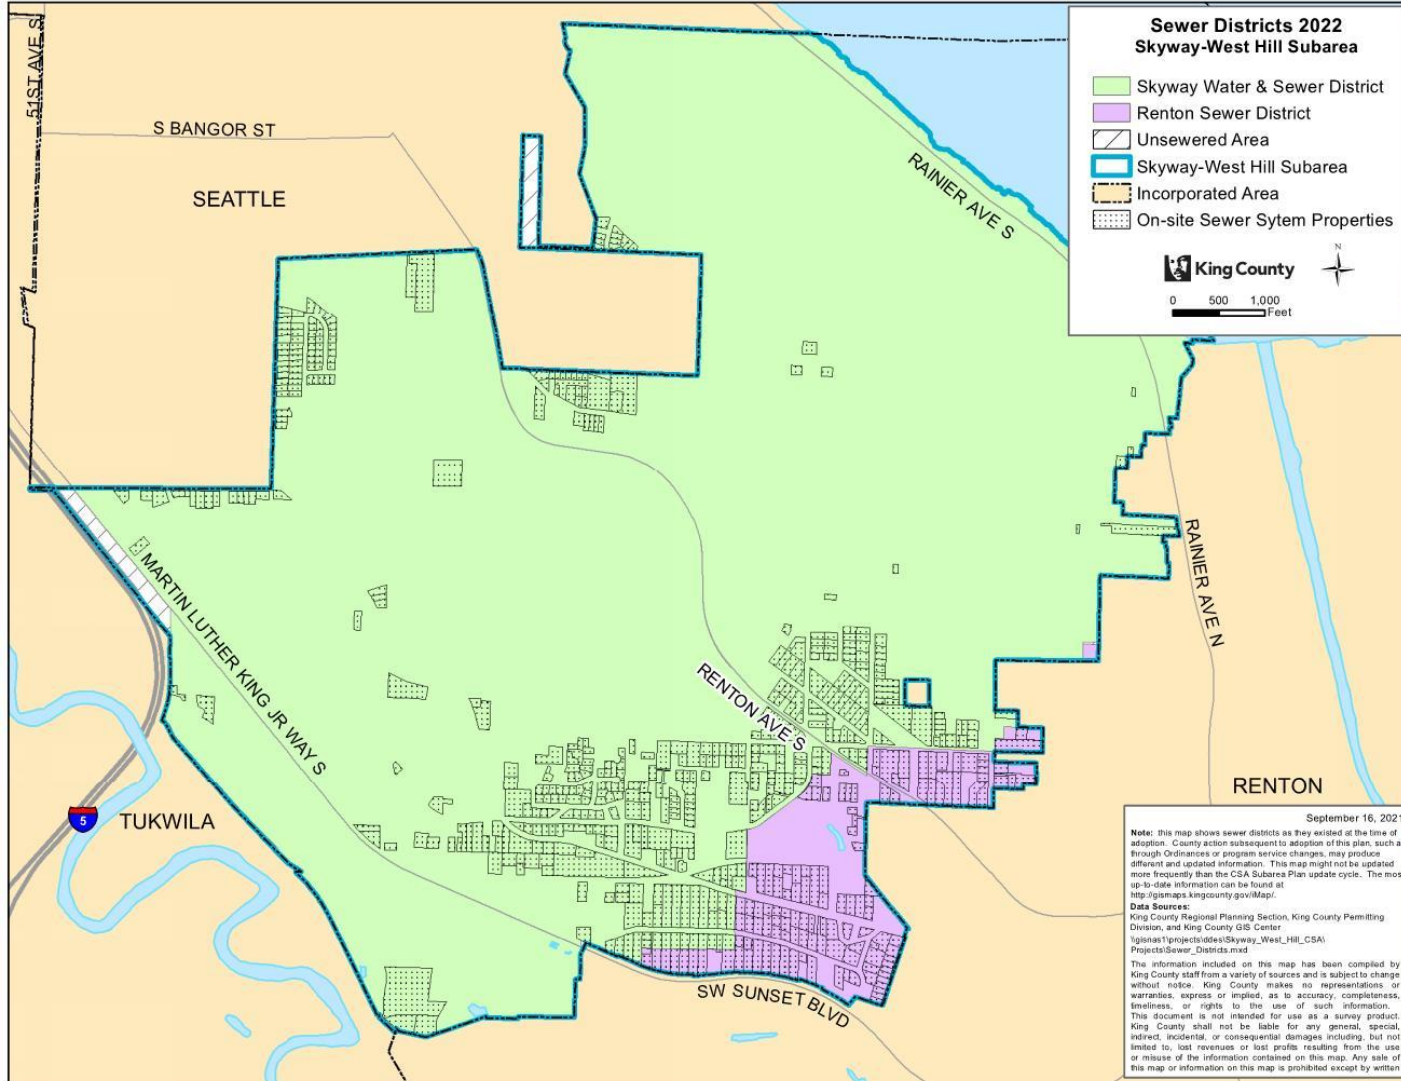 Sewer Districts 2022
Skyway-West Hill Subarea
Skyway Water & Sewer District
Renton Sewer District
Unsewered Area
Skyway-West Hill Subarea
Incorporated Area
On-site Sewer Sytem Properties
N
King County
0 500 1,000
Feet
51ST AVE S
S BANGOR ST
SEATTLE
RAINIER AVE S
MARTIN LUTHER KING JR WAY S
RAINIER AVE N
RENTON AVE S
5
TUKWILA
RENTON
SW SUNSET BLVD
September 16, 2021
Note: this map shows sewer districts as they existed at the time of
adoption. County action subsequent to adoption of this plan, such a
through Ordinances or program service changes, may produce
different and updated information. This map might not be updated
more frequently than the CSA Subarea Plan update cycle. The mos
up-to-date information can be found at
http://gismaps.kingcounty.gov/iMap/.
Data Sources:
King County Regional Planning Section, King County Permitting
Division, and King County GIS Center
\\gisnas1\projects\ddes\Skyway_West_Hill_CSA\
Projects\Sewer_Districts.mxd
The information included on this map has been compiled by
King County staff from a variety of sources and is subject to change
without notice. King County makes no representations or
warranties, express or implied, as to accuracy, completeness,
timeliness, or rights to the use of such information.
This document is not intended for use as a survey product.
King County shall not be liable for any general, special,
indirect, incidental, or consequential damages including, but not
limited to, lost revenues or lost profits resulting from the use
or misuse of the information contained on this map. Any sale of
this map or information on this map is prohibited except by written